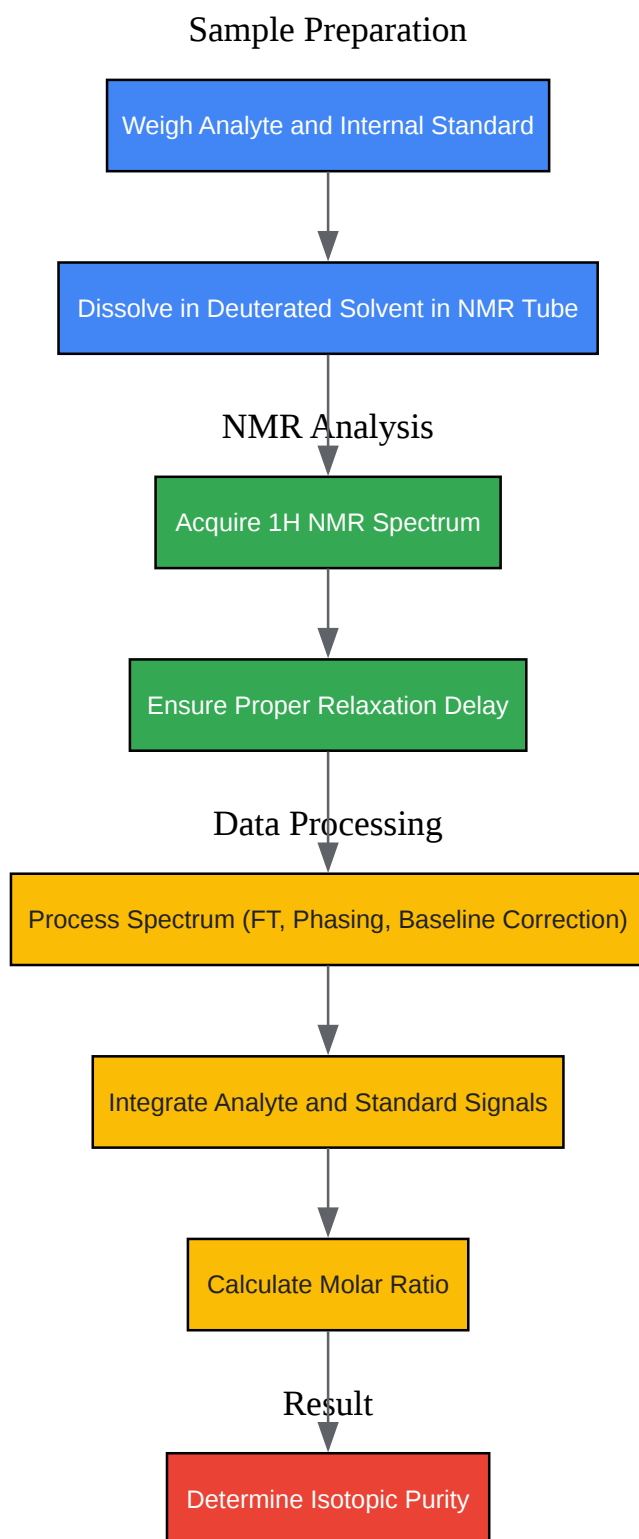 Sample Preparation
Weigh Analyte and Internal Standard
Dissolve in Deuterated Solvent in NMR Tube
NMR Analysis
Acquire 1H NMR Spectrum
Ensure Proper Relaxation Delay
Data Processing
Process Spectrum (FT, Phasing, Baseline Correction)
Integrate Analyte and Standard Signals
Calculate Molar Ratio
Result
Determine Isotopic Purity